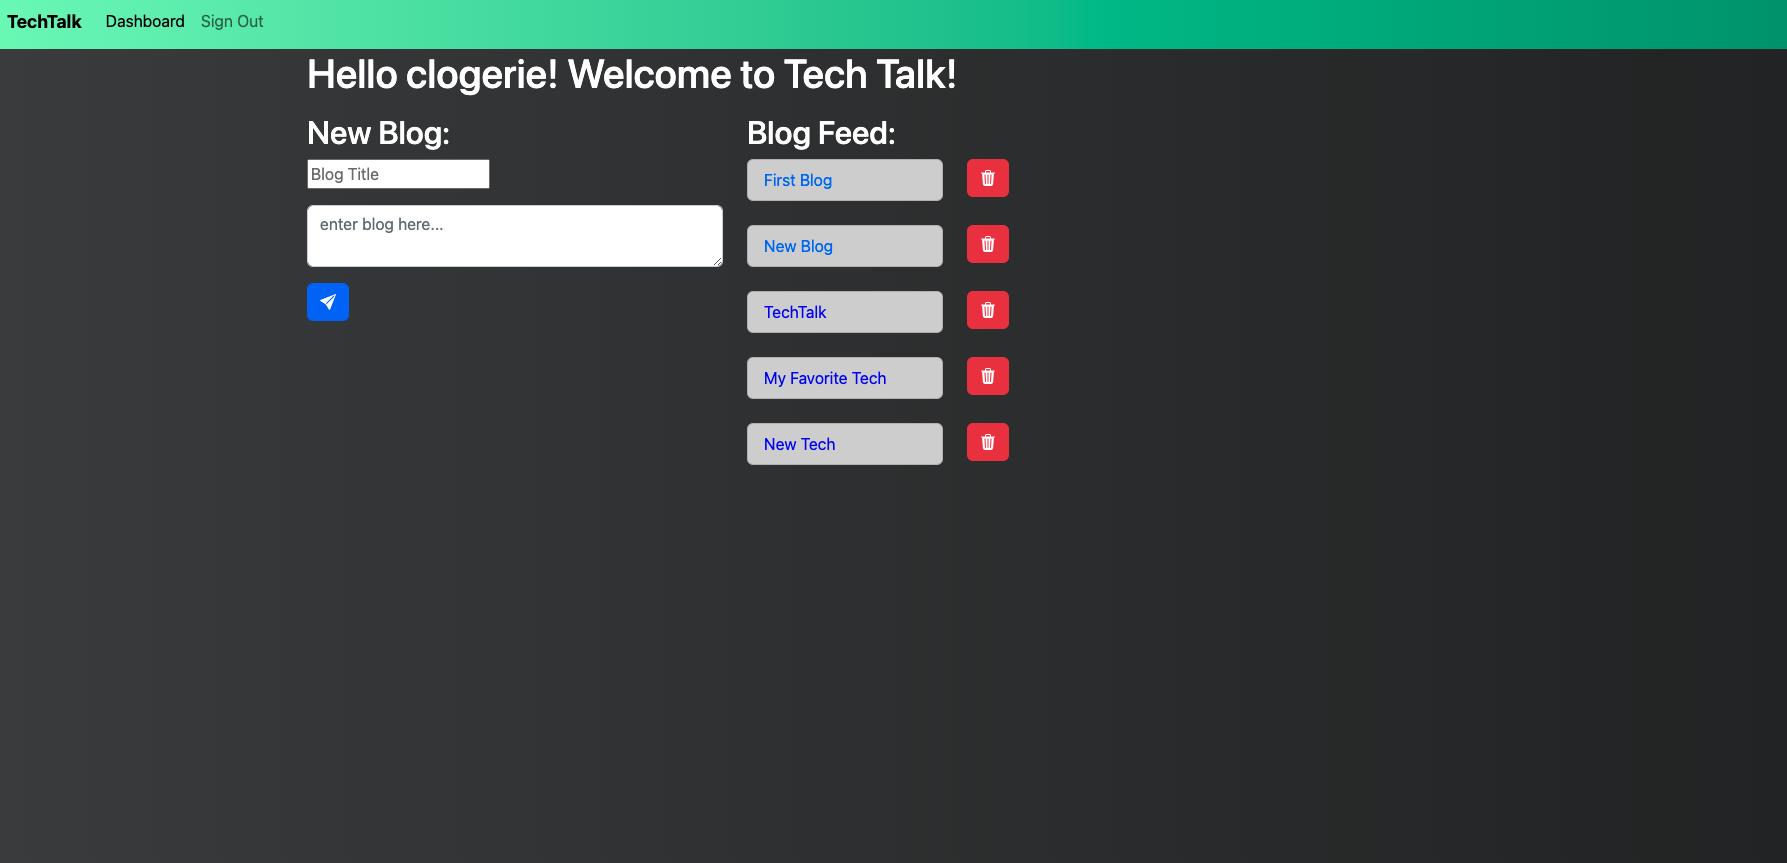 TechTalk Dashboard Sign Out
Hello clogerie! Welcome to Tech Talk!
New Blog:
Blog Title
enter blog here...
Blog Feed:
First Blog
New Blog
TechTalk
My Favorite Tech
New Tech